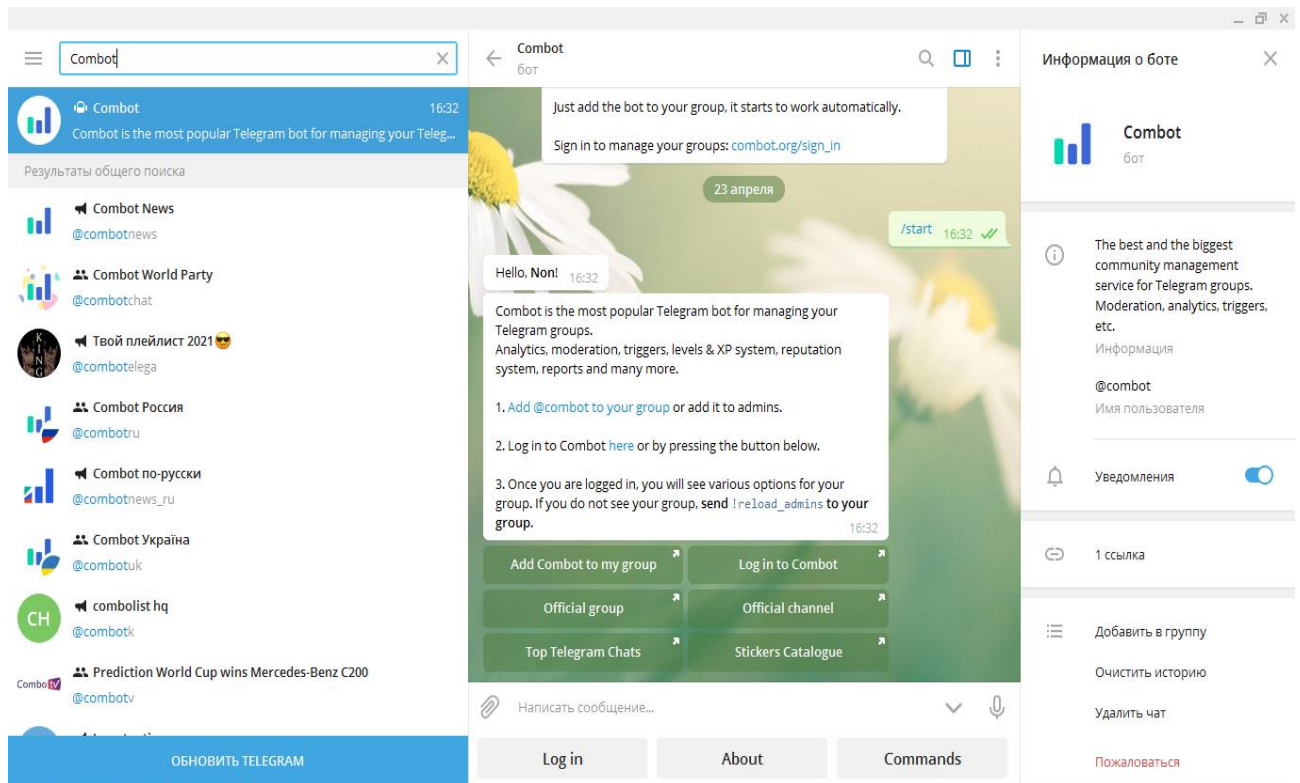 Combot
Combot
16:32
Combot is the most popular Telegram bot for managing your Teleg...
Результаты общего поиска
Combot News
@combotnews
Combot World Party
@combotchat
KING
Твой плейлист 2021😎
@combotelega
Combot Россия
@combotru
Combot по-русски
@combotnews_ru
Combot Україна
@combotuk
CH
combolist hq
@combotk
Combo tv
Prediction World Cup wins Mercedes-Benz C200
@combotv
ОБНОВИТЬ TELEGRAM
Combot
бот
Just add the bot to your group, it starts to work automatically.
Sign in to manage your groups: combot.org/sign_in
23 апреля
/start 16:32
Hello, Non! 16:32
Combot is the most popular Telegram bot for managing your
Telegram groups.
Analytics, moderation, triggers, levels & XP system, reputation
system, reports and many more.
1. Add @combot to your group or add it to admins.
2. Log in to Combot here or by pressing the button below.
3. Once you are logged in, you will see various options for your
group. If you do not see your group, send !reload_admins to your
group.
16:32
Add Combot to my group
Log in to Combot
Official group
Official channel
Top Telegram Chats
Stickers Catalogue
Написать сообщение...
Log in
About
Commands
Информация о боте
Combot
бот
The best and the biggest
community management
service for Telegram groups.
Moderation, analytics, triggers,
etc.
Информация
@combot
Имя пользователя
Уведомления
1 ссылка
Добавить в группу
Очистить историю
Удалить чат
Пожаловаться